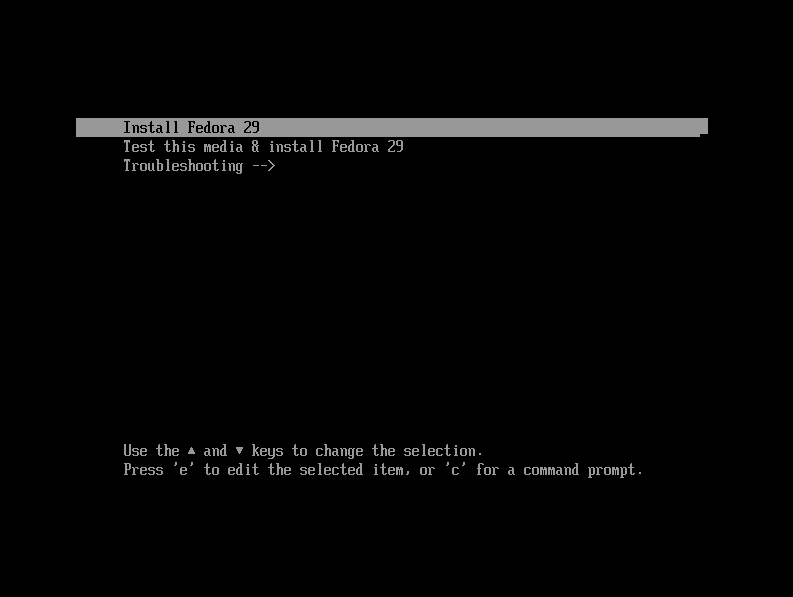 Install Fedora 29
Test this media & install Fedora 29
Troubleshooting -->
Use the ▲ and ▼ keys to change the selection.
Press 'e' to edit the selected item, or 'c' for a command prompt.